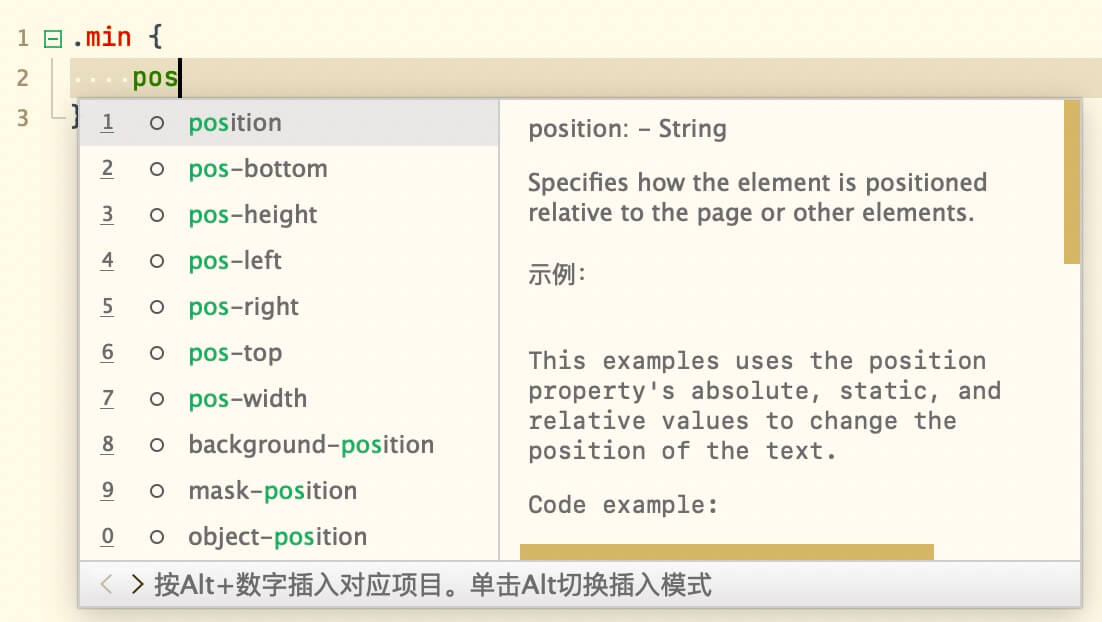 1 .min {
2 ····pos
3 }
1 position
2 pos-bottom
3 pos-height
4 pos-left
5 pos-right
6 pos-top
7 pos-width
8 background-position
9 mask-position
0 object-position
position: - String
Specifies how the element is positioned
relative to the page or other elements.
示例:
This examples uses the position
property's absolute, static, and
relative values to change the
position of the text.
Code example:
按Alt+数字插入对应项目。单击Alt切换插入模式